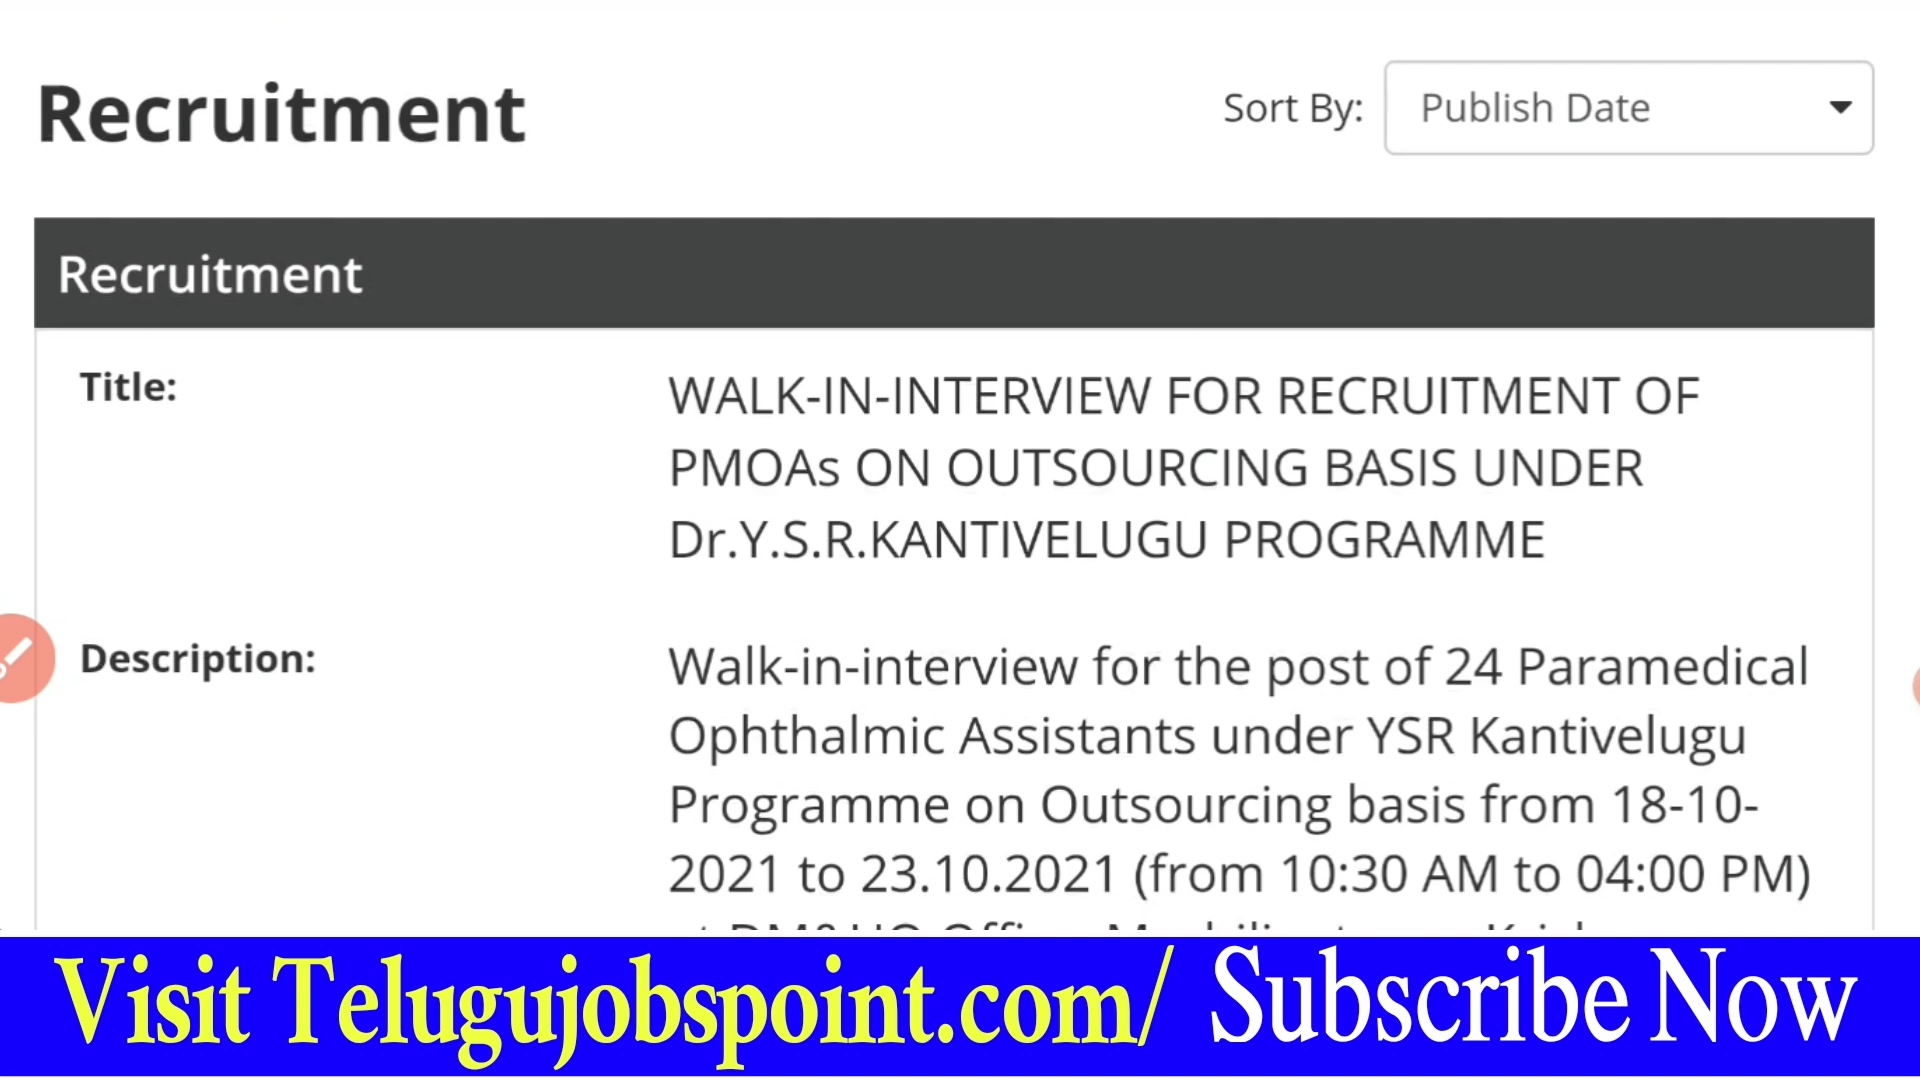 Recruitment
Sort By: Publish Date
Recruitment
Title:
WALK-IN-INTERVIEW FOR RECRUITMENT OF
PMOAs ON OUTSOURCING BASIS UNDER
Dr.Y.S.R.KANTIVELUGU PROGRAMME
Description:
Walk-in-interview for the post of 24 Paramedical
Ophthalmic Assistants under YSR Kantivelugu
Programme on Outsourcing basis from 18-10-
2021 to 23.10.2021 (from 10:30 AM to 04:00 PM)
Visit Telugujobspoint.com/ Subscribe Now